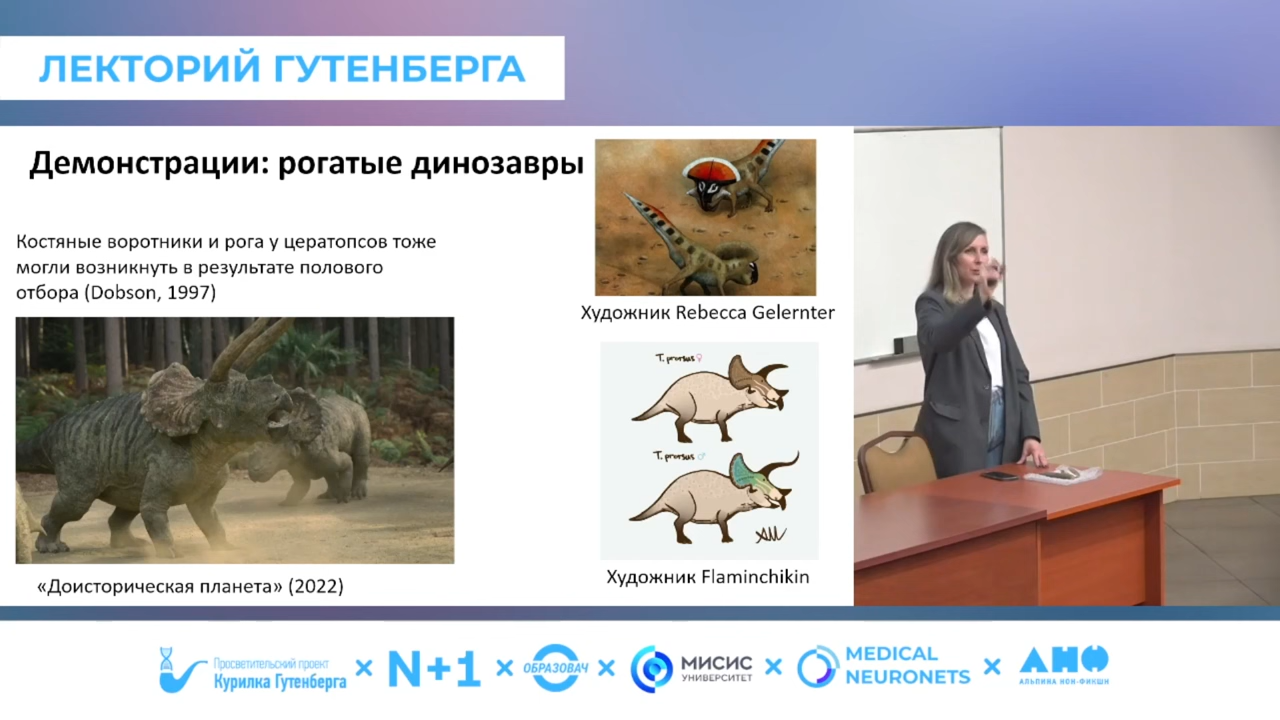 ЛЕКТОРИЙ ГУТЕНБЕРГА
Демонстрации: рогатые динозавры
Костяные воротники и рога у цератопсов тоже
могли возникнуть в результате полового
отбора (Dobson, 1997)
Художник Rebecca Gelernter
T. prorsus ♀
T. prorsus ♂
«Доисторическая планета» (2022)
Художник Flaminchikin
Просветительский проект
Курилка Гутенберга
× N+1 × ОБРАЗОВАЧ ×
МИСИС
УНИВЕРСИТЕТ
×
MEDICAL
NEURONETS
×
АНФ
АЛЬПИНА НОН-ФИКШН